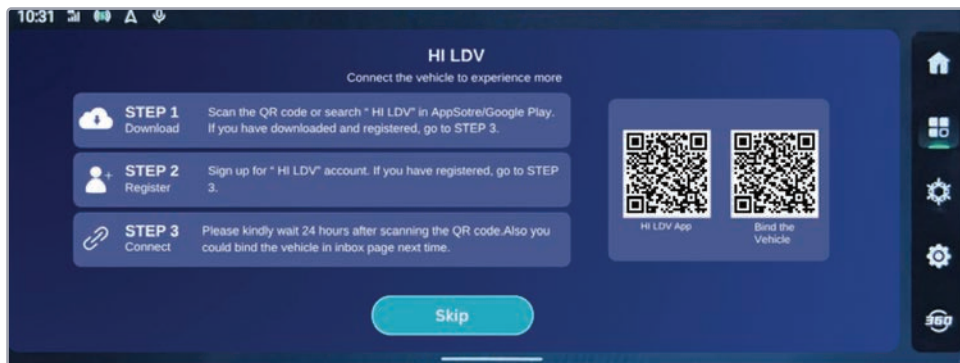 10:31
HI LDV
Connect the vehicle to experience more
STEP 1
Download
Scan the QR code or search " HI LDV" in AppSotre/Google Play.
If you have downloaded and registered, go to STEP 3.
STEP 2
Register
Sign up for " HI LDV" account. If you have registered, go to STEP
3.
STEP 3
Connect
Please kindly wait 24 hours after scanning the QR code.Also you
could bind the vehicle in inbox page next time.
HI LDV App
Bind the
Vehicle
Skip
360